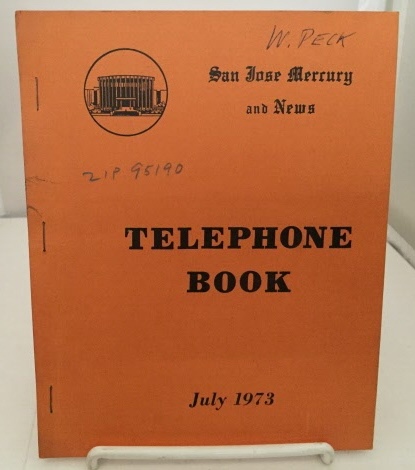 W. PECK
San Jose Mercury
and News
ZIP 95190
TELEPHONE
BOOK
July 1973